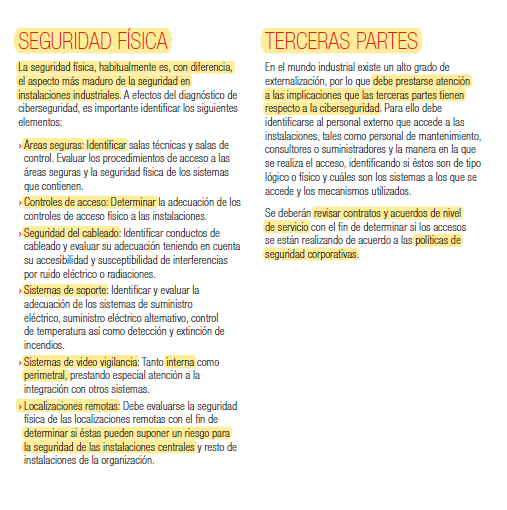 SEGURIDAD FÍSICA
La seguridad física, habitualmente es, con diferencia,
el aspecto más maduro de la seguridad en
instalaciones industriales. A efectos del diagnóstico de
ciberseguridad, es importante identificar los siguientes
elementos:
› Áreas seguras: Identificar salas técnicas y salas de
control. Evaluar los procedimientos de acceso a las
áreas seguras y la seguridad física de los sistemas
que contienen.
› Controles de acceso: Determinar la adecuación de los
controles de acceso físico a las instalaciones.
› Seguridad del cableado: Identificar conductos de
cableado y evaluar su adecuación teniendo en cuenta
su accesibilidad y susceptibilidad de interferencias
por ruido eléctrico o radiaciones.
› Sistemas de soporte: Identificar y evaluar la
adecuación de los sistemas de suministro
eléctrico, suministro eléctrico alternativo, control
de temperatura así como detección y extinción de
incendios.
› Sistemas de video vigilancia: Tanto interna como
perimetral, prestando especial atención a la
integración con otros sistemas.
› Localizaciones remotas: Debe evaluarse la seguridad
física de las localizaciones remotas con el fin de
determinar si éstas pueden suponer un riesgo para
la seguridad de las instalaciones centrales y resto de
instalaciones de la organización.
TERCERAS PARTES
En el mundo industrial existe un alto grado de
externalización, por lo que debe prestarse atención
a las implicaciones que las terceras partes tienen
respecto a la ciberseguridad. Para ello debe
identificarse al personal externo que accede a las
instalaciones, tales como personal de mantenimiento,
consultores o suministradores y la manera en la que
se realiza el acceso, identificando si éstos son de tipo
lógico o físico y cuáles son los sistemas a los que se
accede y los mecanismos utilizados.
Se deberán revisar contratos y acuerdos de nivel
de servicio con el fin de determinar si los accesos
se están realizando de acuerdo a las políticas de
seguridad corporativas.